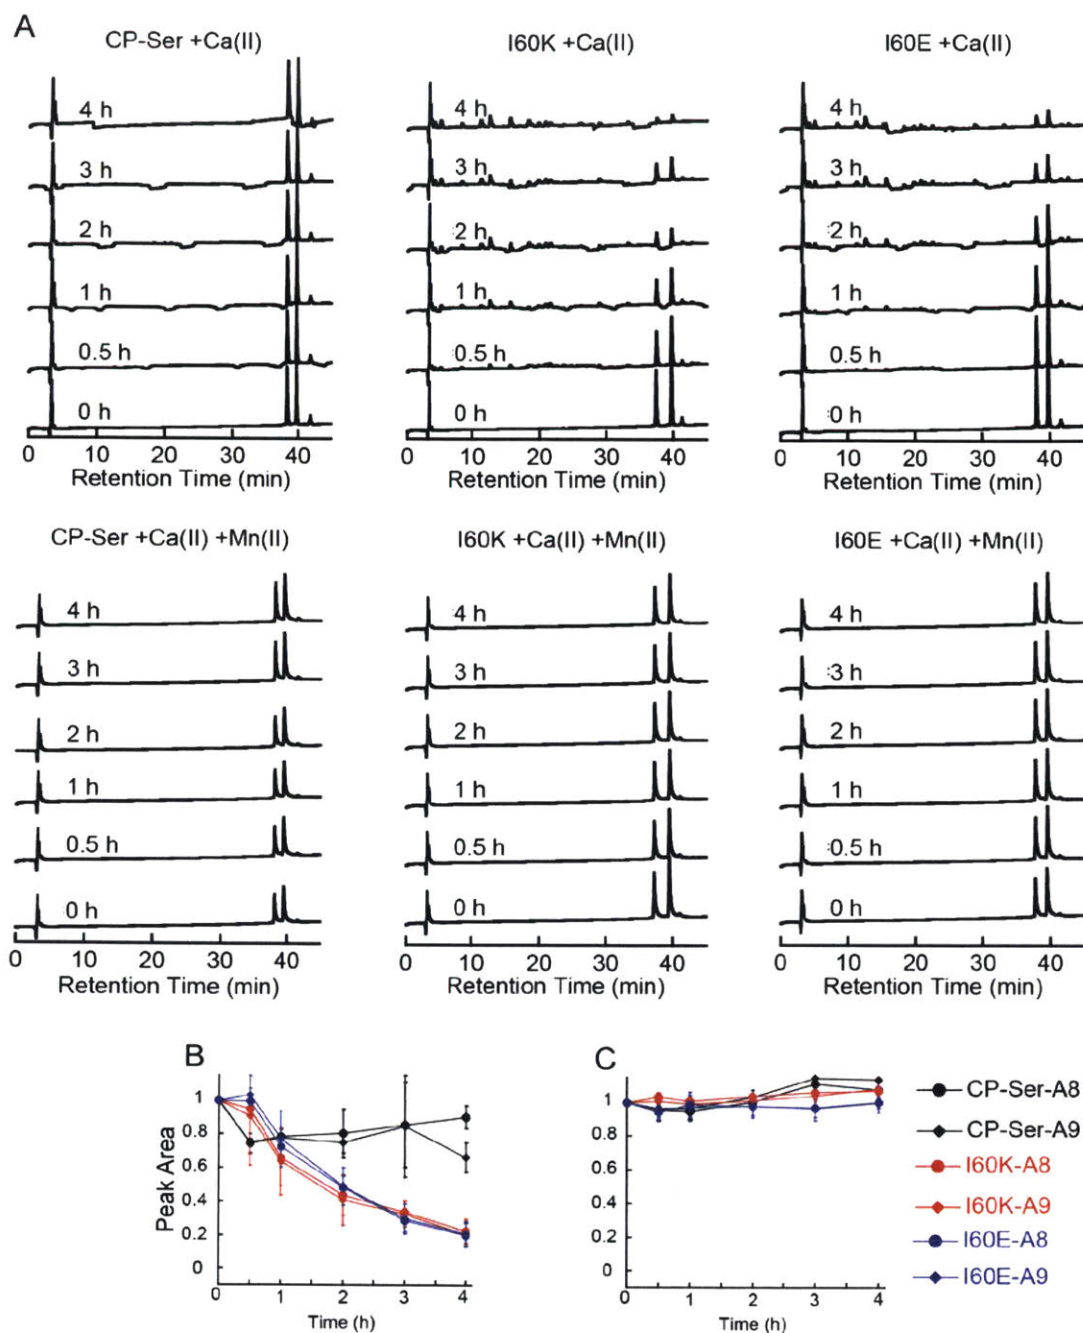 A
CP-Ser +Ca(II)
4 h
3 h
2 h
1 h
0.5 h
0 h
0 10 20 30 40
Retention Time (min)
I60K +Ca(II)
4 h
3 h
2 h
1 h
0.5 h
0 h
0 10 20 30 40
Retention Time (min)
I60E +Ca(II)
4 h
3 h
2 h
1 h
0.5 h
0 h
0 10 20 30 40
Retention Time (min)
CP-Ser +Ca(II) +Mn(II)
4 h
3 h
2 h
1 h
0.5 h
0 h
0 10 20 30 40
Retention Time (min)
I60K +Ca(II) +Mn(II)
4 h
3 h
2 h
1 h
0.5 h
0 h
0 10 20 30 40
Retention Time (min)
I60E +Ca(II) +Mn(II)
4 h
3 h
2 h
1 h
0.5 h
0 h
0 10 20 30 40
Retention Time (min)
B
Peak Area
1
0.8
0.6
0.4
0.2
0
0 1 2 3 4
Time (h)
C
1
0.8
0.6
0.4
0.2
0
0 1 2 3 4
Time (h)
CP-Ser-A8
CP-Ser-A9
I60K-A8
I60K-A9
I60E-A8
I60E-A9